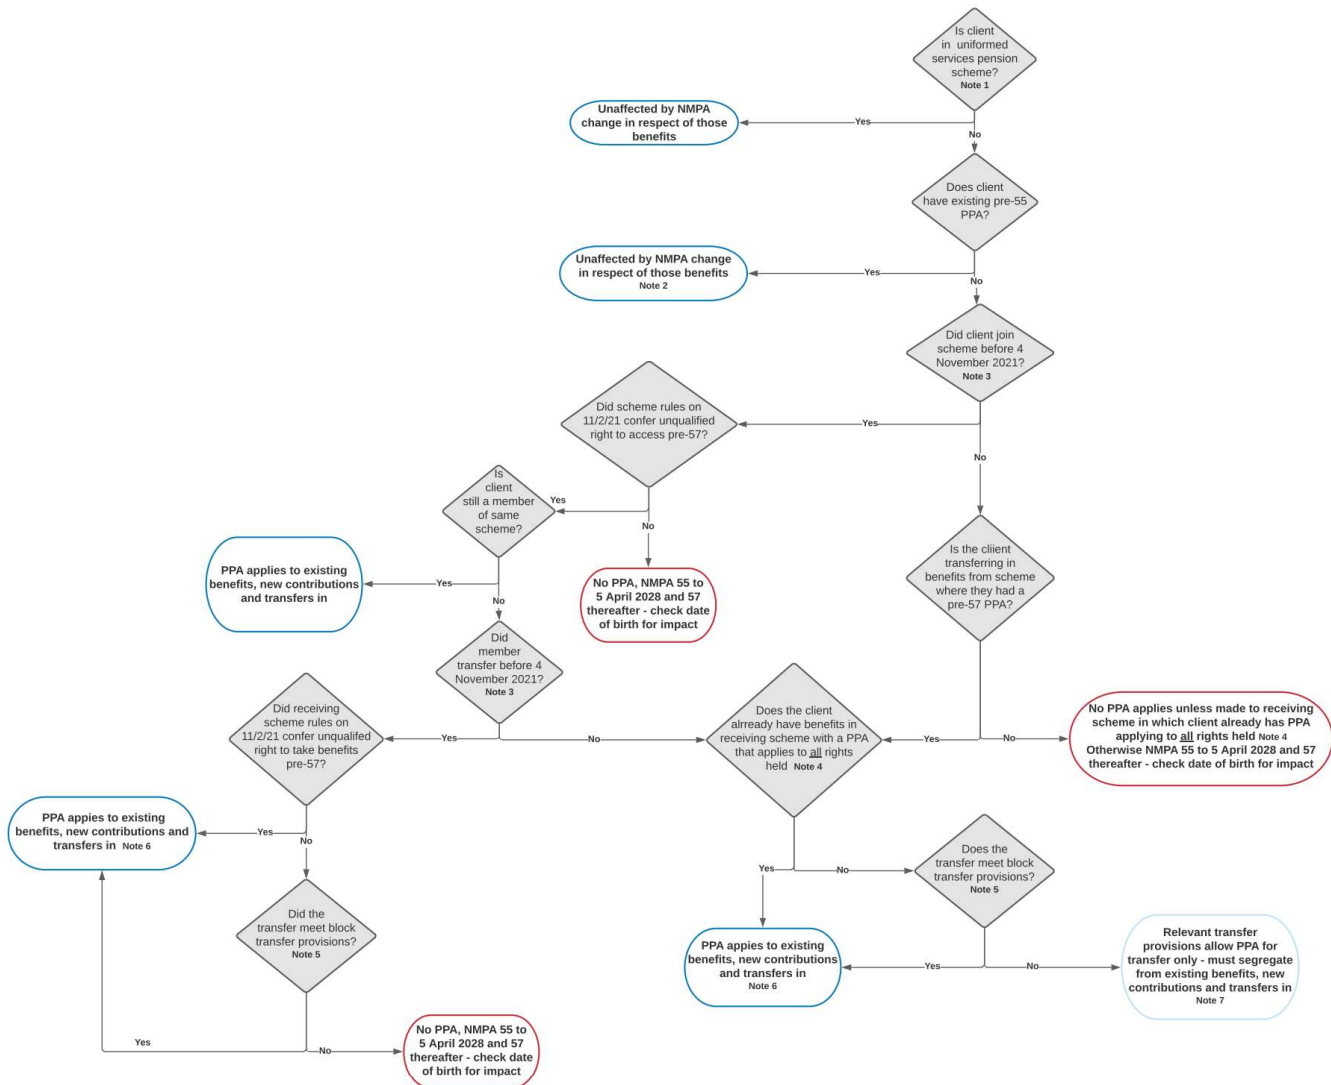 Is client
in uniformed
services pension
scheme?
Note 1
Unaffected by NMPA
change in respect of those
benefits
Yes
No
Does client
have existing pre-55
PPA?
Unaffected by NMPA change
in respect of those benefits
Note 2
Yes
No
Did client join
scheme before 4
November 2021?
Note 3
Did scheme rules on
11/2/21 confer unqualified
right to access pre-57?
Yes
No
Is
client
still a member
of same
scheme?
Yes
No
Is the cliient
transferring in
benefits from scheme
where they had a
pre-57 PPA?
PPA applies to existing
benefits, new contributions
and transfers in
Yes
No
No PPA, NMPA 55 to
5 April 2028 and 57
thereafter - check date
of birth for impact
Did
member
transfer before 4
November 2021?
Note 3
Did receiving
scheme rules on
11/2/21 confer unqualifed
right to take benefits
pre-57?
Yes
No
Does the client
alrready have benefits in
receiving scheme with a PPA
that applies to all rights
held Note 4
Yes
No
No PPA applies unless made to receiving
scheme in which client already has PPA
applying to all rights held Note 4
Otherwise NMPA 55 to 5 April 2028 and 57
thereafter - check date of birth for impact
PPA appies to existing
benefits, new contributions and
transfers in Note 6
Yes
No
Did the
transfer meet block
transfer provisions?
Note 5
Yes
No
Does the
transfer meet block
transfer provisions?
Note 5
PPA appies to existing
benefits, new contributions
and transfers in
Note 6
Yes
No
Relevant transfer
provisions allow PPA for
transfer only - must segregate
from existing benefits, new
contributions and transfers in
Note 7
Yes
No
No PPA, NMPA 55 to
5 April 2028 and 57
thereafter - check date
of birth for impact